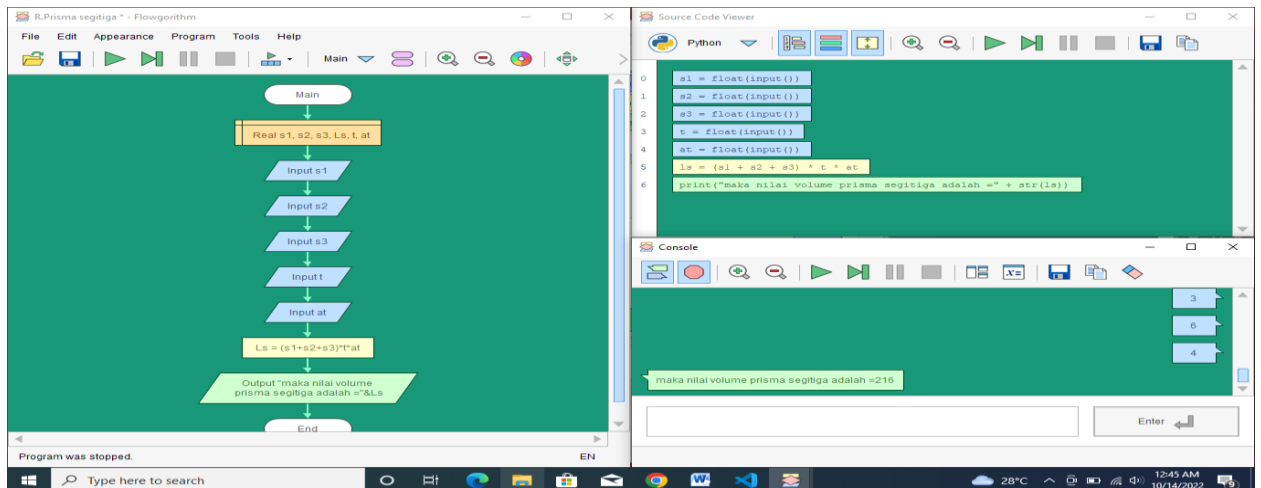 R.Prisma segitiga * - Flowgorithm
File Edit Appearance Program Tools Help
Main
Main
Real s1, s2, s3, Ls, t, at
Input s1
Input s2
Input s3
Input t
Input at
Ls = (s1+s2+s3)*t*at
Output "maka nilai volume
prisma segitiga adalah ="&Ls
End
Program was stopped.
EN
Source Code Viewer
Python
0 s1 = float(input())
1 s2 = float(input())
2 s3 = float(input())
3 t = float(input())
4 at = float(input())
5 ls = (s1 + s2 + s3) * t * at
6 print("maka nilai volume prisma segitiga adalah =" + str(ls))
Console
x=
3
6
4
maka nilai volume prisma segitiga adalah =216
Enter
Type here to search
28°C
12:45 AM
10/14/2022